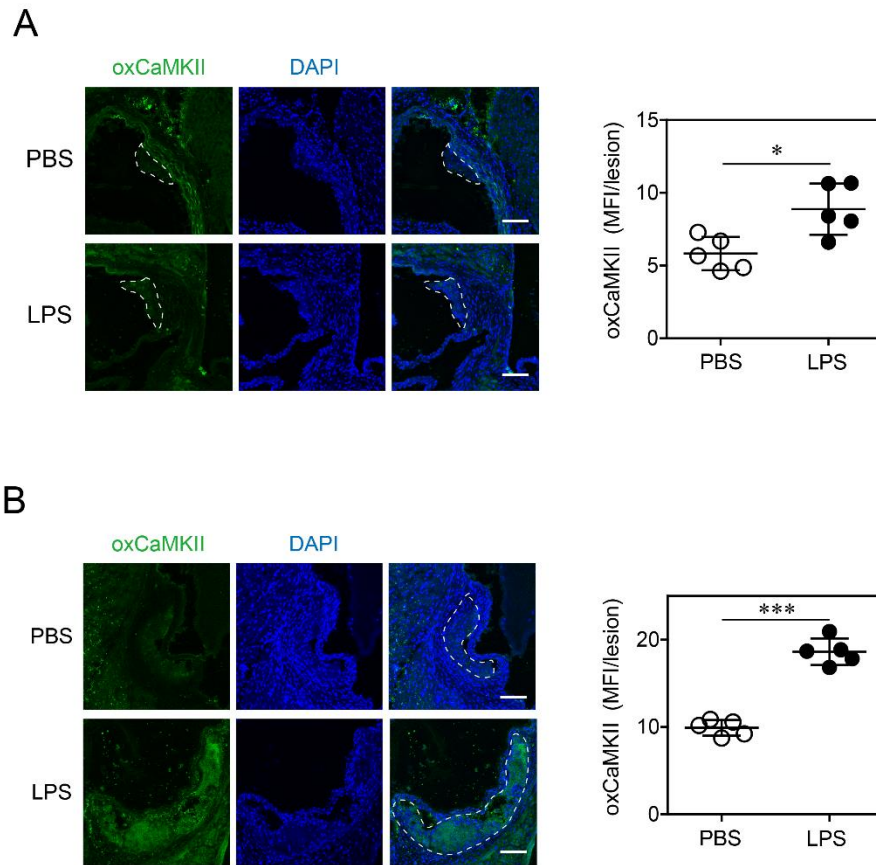 A
oxCaMKII DAPI
PBS
LPS
oxCaMKII (MFI/lesion)
15
10
5
0
*
PBS LPS
B
oxCaMKII DAPI
PBS
LPS
oxCaMKII (MFI/lesion)
20
10
0
***
PBS LPS